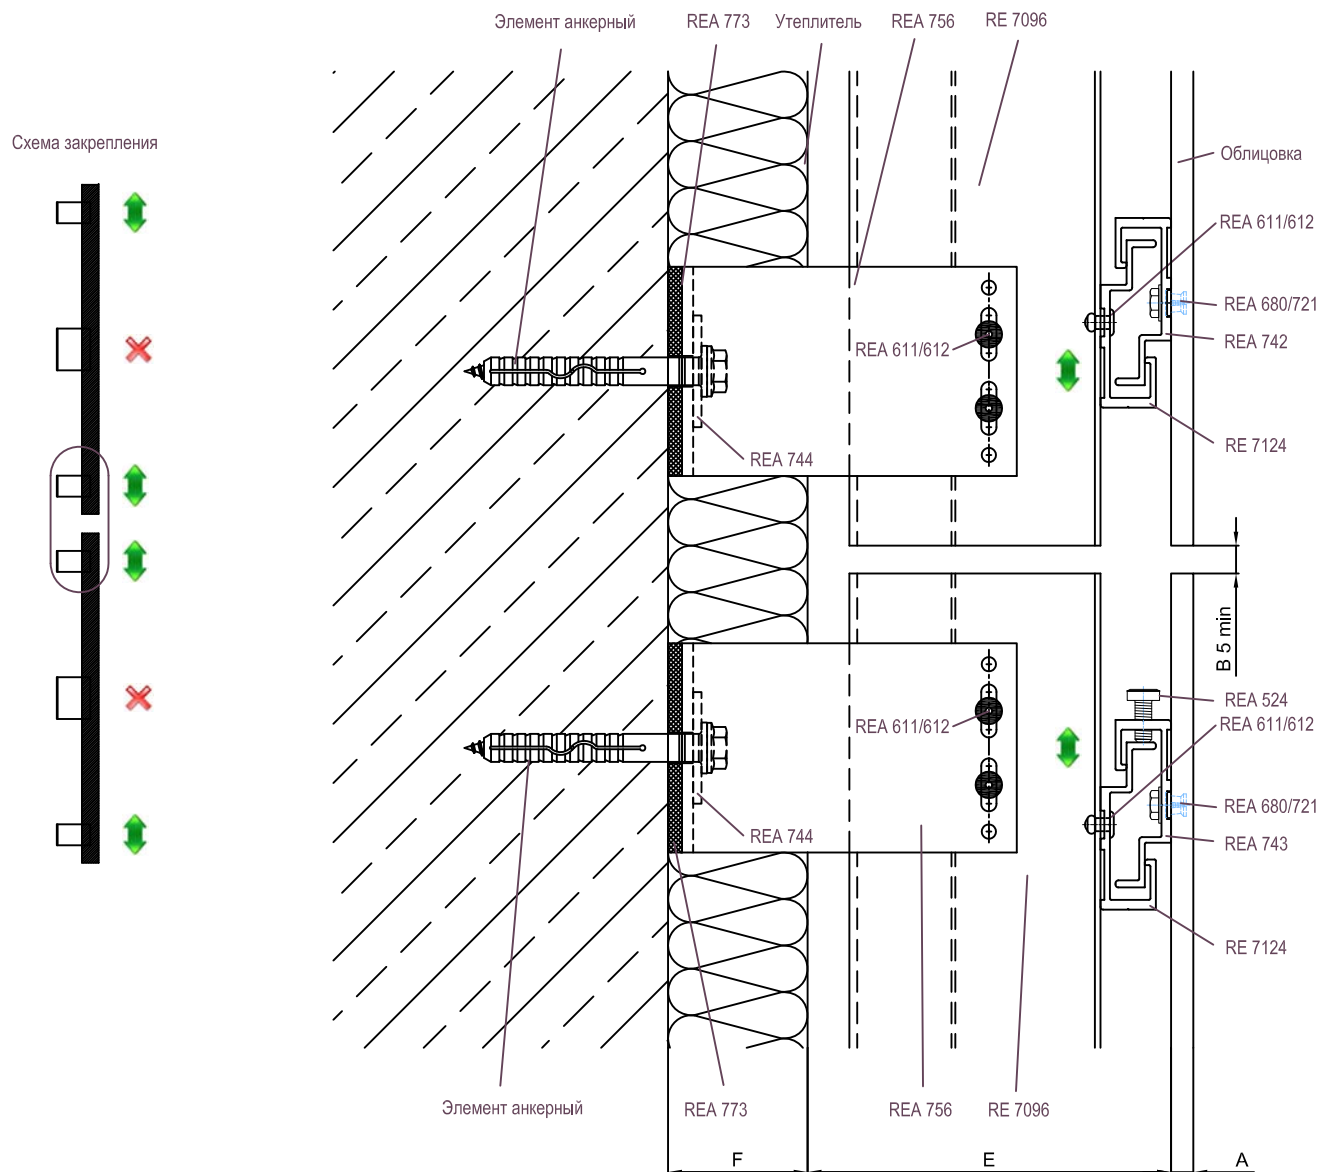 Элемент анкерный
REA 773
Утеплитель
REA 756
RE 7096
Схема закрепления
Облицовка
REA 611/612
REA 680/721
REA 742
REA 611/612
RE 7124
REA 744
B 5 min
REA 524
REA 611/612
REA 611/612
REA 680/721
REA 744
REA 743
RE 7124
Элемент анкерный
REA 773
REA 756
RE 7096
F
E
A